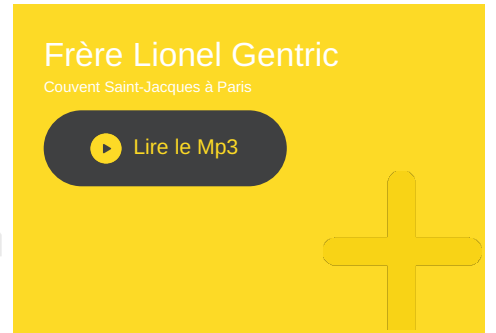 Frère Lionel Gentric
Couvent Saint-Jacques à Paris
Lire le Mp3